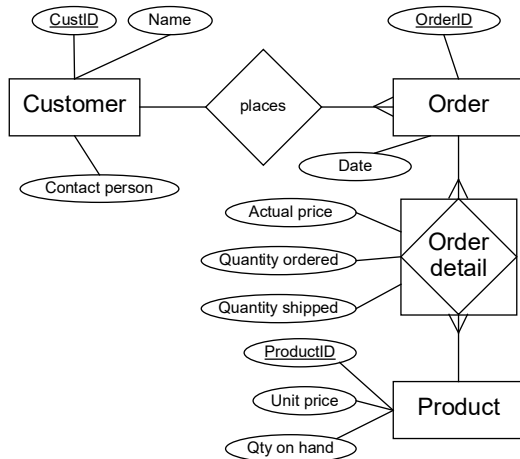 CustID
Name
OrderID
Customer
places
Order
Contact person
Date
Actual price
Quantity ordered
Quantity shipped
Order
detail
ProductID
Unit price
Qty on hand
Product